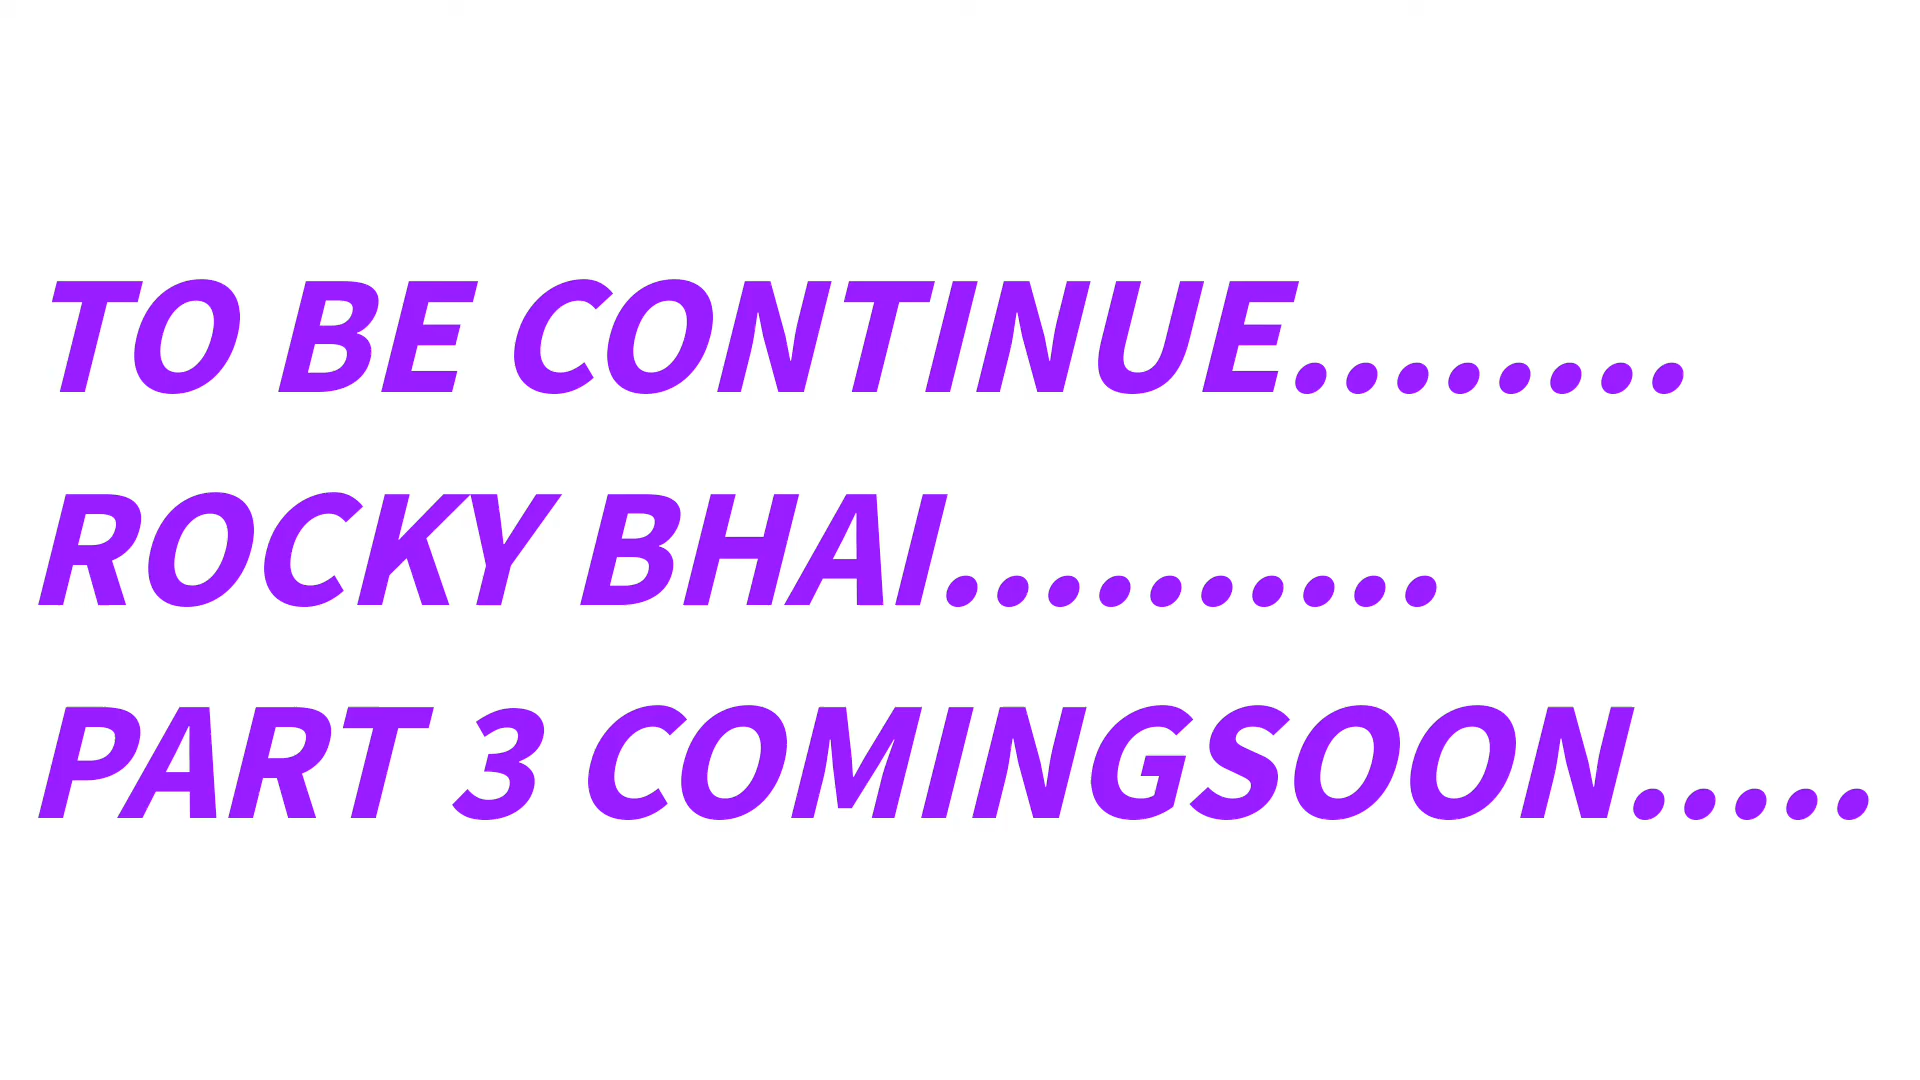 TO BE CONTINUE........
ROCKY BHAI..........
PART 3 COMINGSOON.....